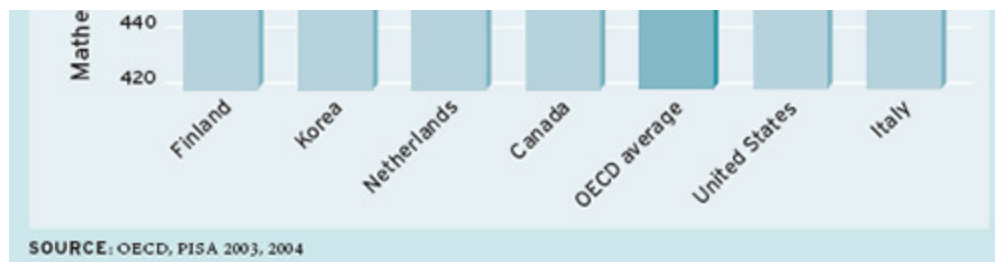 Mathe
440
420
Finland
Korea
Netherlands
Canada
OECD average
United States
Italy
SOURCE: OECD, PISA 2003, 2004